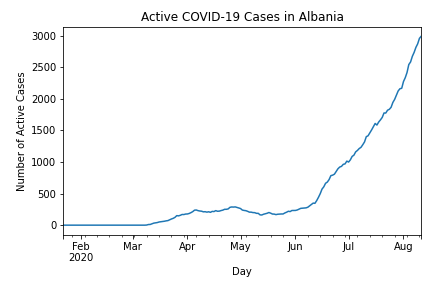 Active COVID-19 Cases in Albania
Number of Active Cases
3000
2500
2000
1500
1000
500
0
Feb
2020
Mar
Apr
May
Jun
Jul
Aug
Day